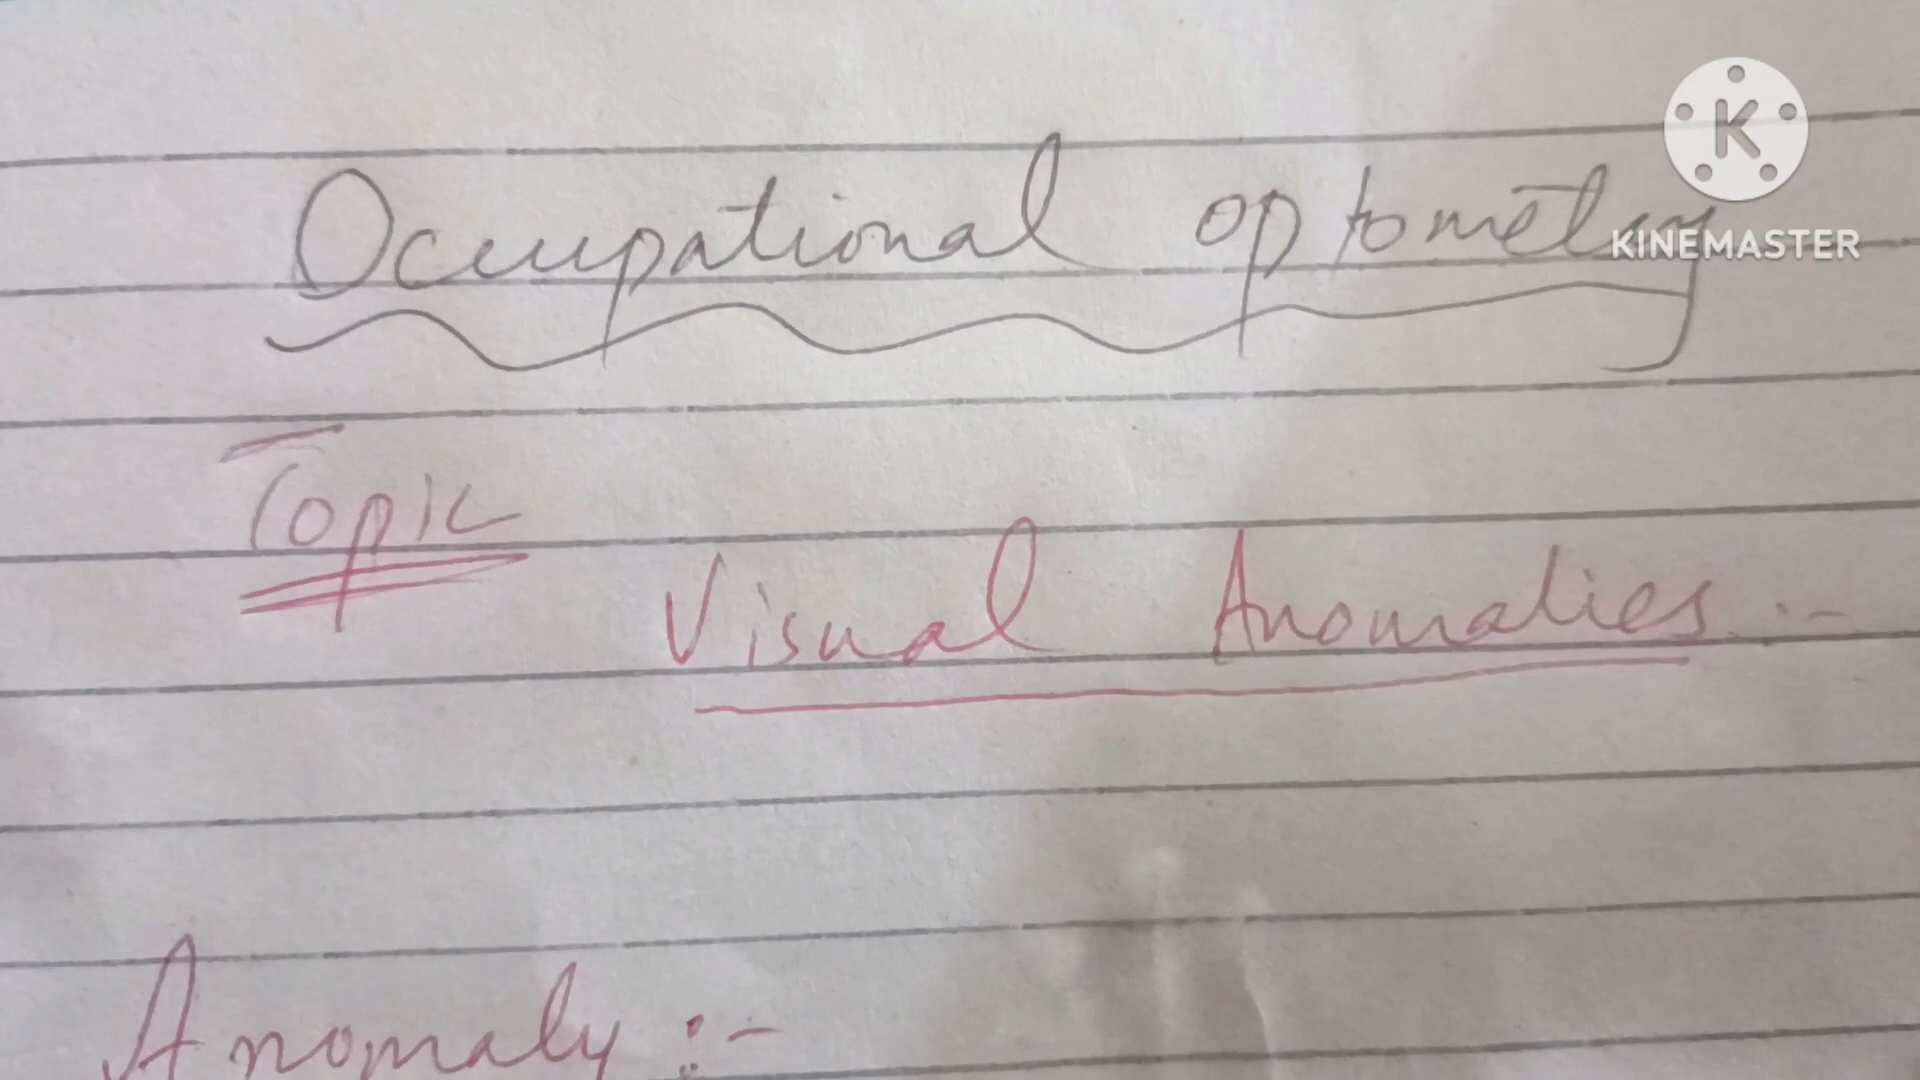 Occupational optometry
K
KINEMASTER
Topic
Visual Anomalies :-
Anomaly :-